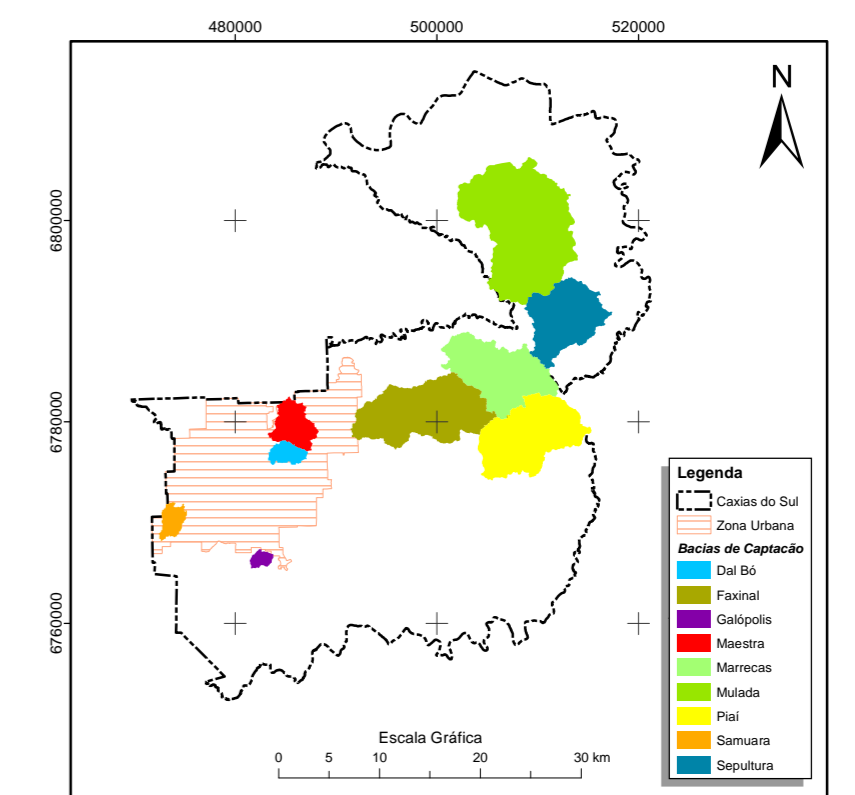 480000 500000 520000
N
6800000
6780000
6760000
Legenda
Caxias do Sul
Zona Urbana
Bacias de Captacão
Dal Bó
Faxinal
Galópolis
Maestra
Marrecas
Mulada
Piaí
Samuara
Sepultura
Escala Gráfica
0 5 10 20 30 km